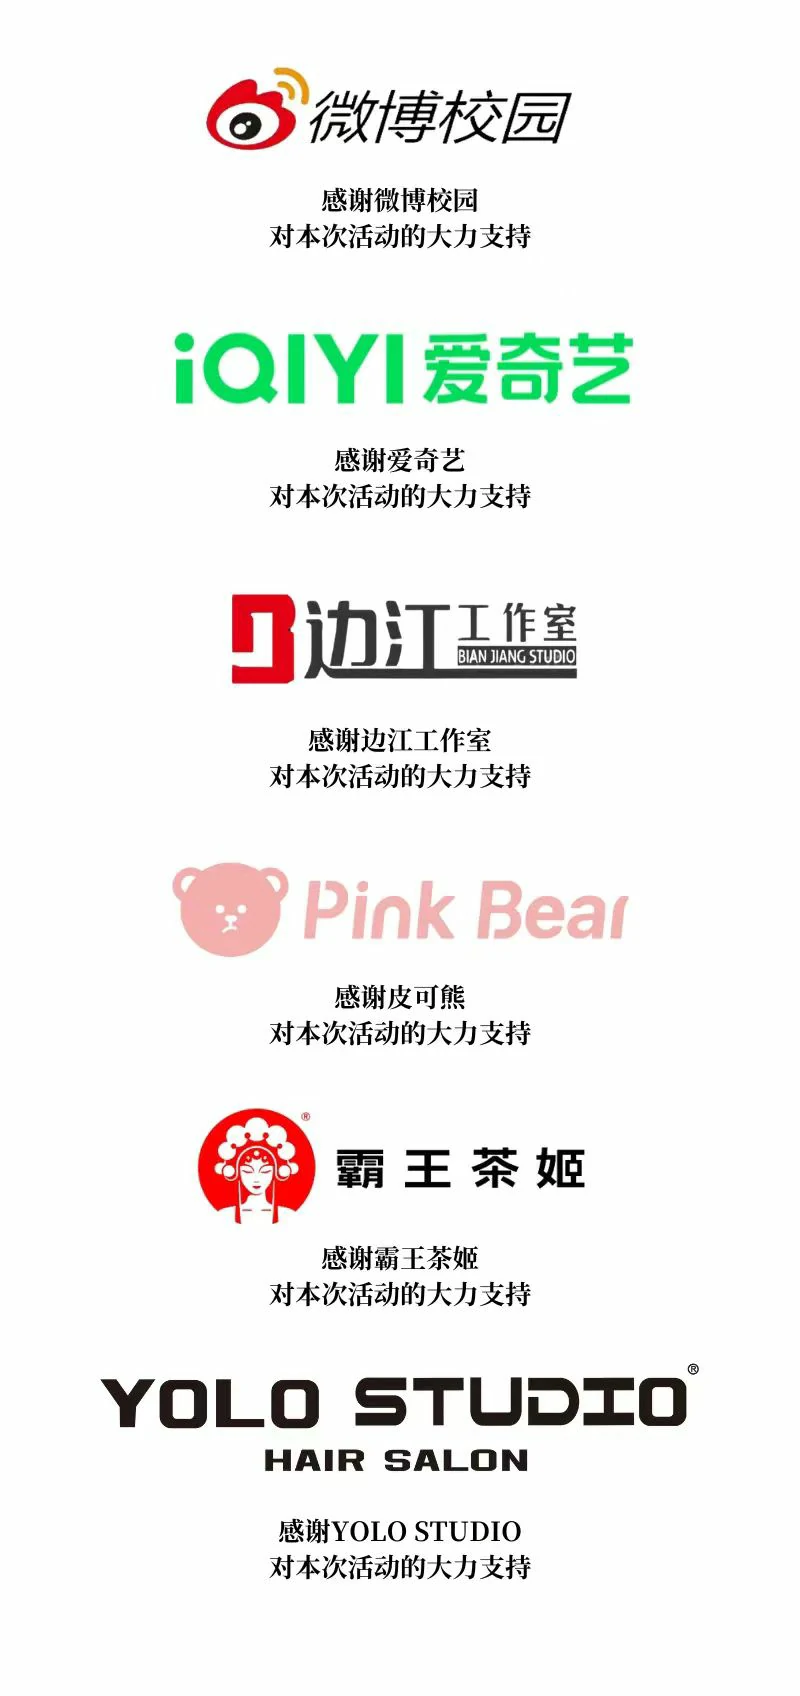 微博校园
感谢微博校园
对本次活动的大力支持
iQIYI 爱奇艺
感谢爱奇艺
对本次活动的大力支持
边江工作室
BIAN JIANG STUDIO
感谢边江工作室
对本次活动的大力支持
Pink Bear
感谢皮可熊
对本次活动的大力支持
®
霸王茶姬
感谢霸王茶姬
对本次活动的大力支持
YOLO STUDIO®
HAIR SALON
感谢YOLO STUDIO
对本次活动的大力支持